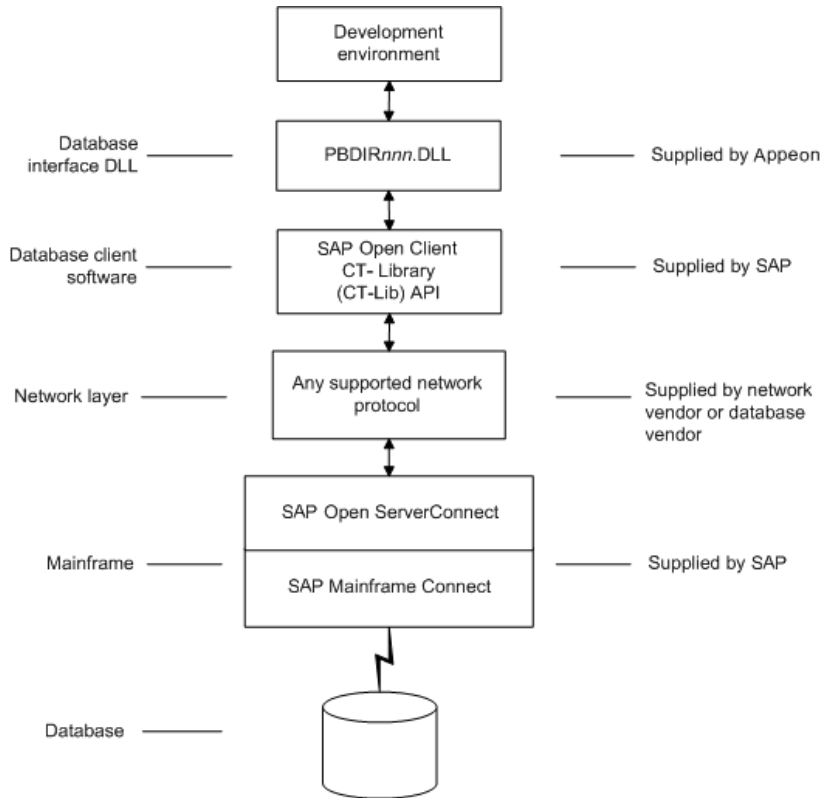 Development
environment
Database
interface DLL
PBDIRnnn.DLL
Supplied by Appeon
Database client
software
SAP Open Client
CT- Library
(CT-Lib) API
Supplied by SAP
Network layer
Any supported network
protocol
Supplied by network
vendor or database
vendor
SAP Open ServerConnect
Mainframe
SAP Mainframe Connect
Supplied by SAP
Database